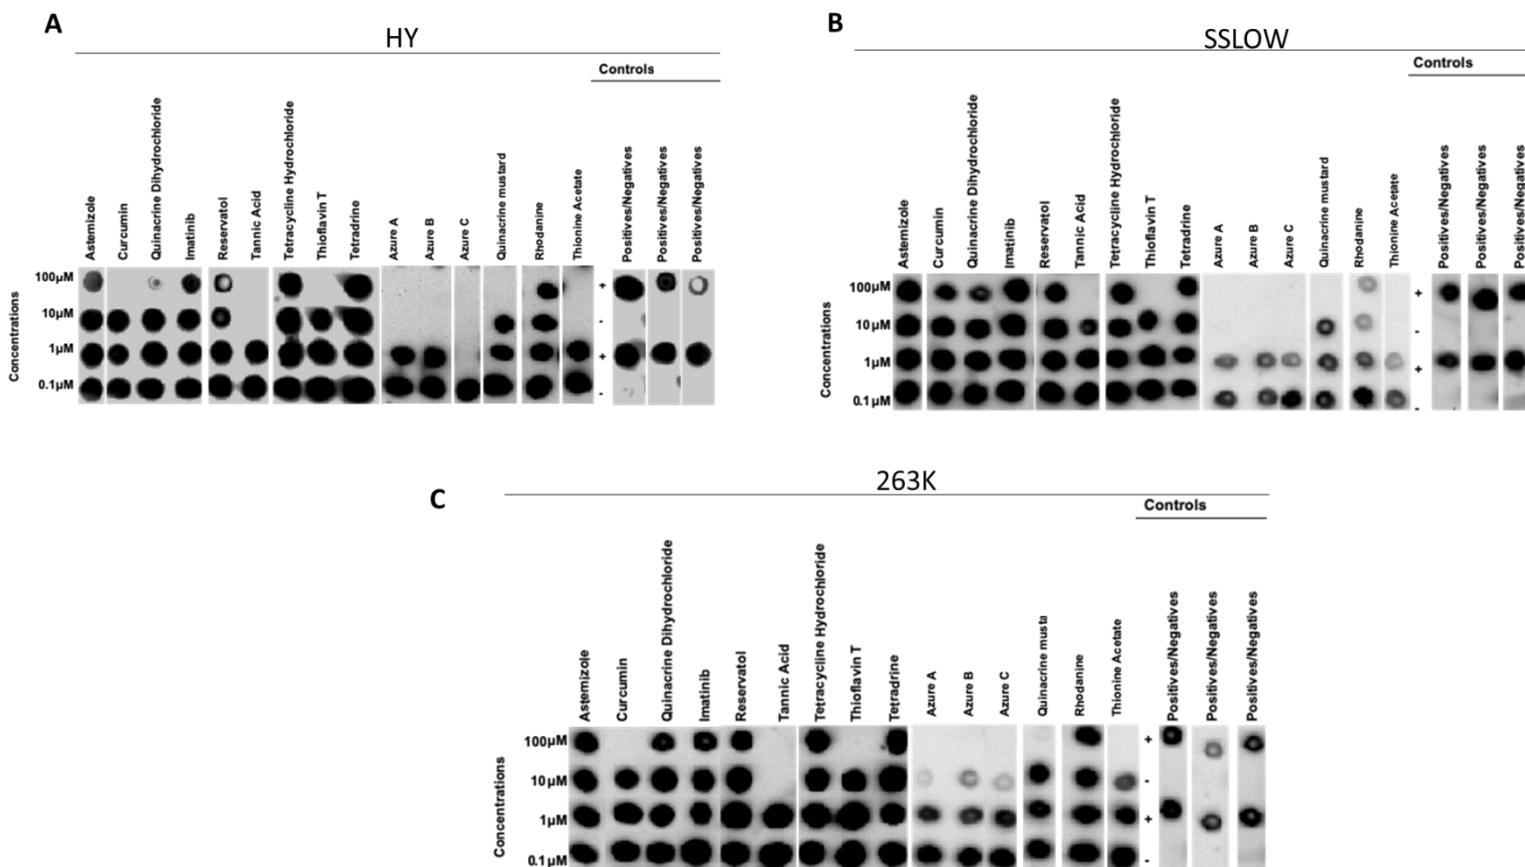 A
HY
Controls
Astemizole
Curcumin
Quinacrine Dihydrochloride
Imatinib
Reservatol
Tannic Acid
Tetracycline Hydrochloride
Thioflavin T
Tetradrine
Azure A
Azure B
Azure C
Quinacrine mustard
Rhodanine
Thionine Acetate
Positives/Negatives
Positives/Negatives
Positives/Negatives
Concentrations
100µM
10µM
1µM
0.1µM
+
-
+
-
B
SSLOW
Controls
Astemizole
Curcumin
Quinacrine Dihydrochloride
Imatinib
Reservatol
Tannic Acid
Tetracycline Hydrochloride
Thioflavin T
Tetradrine
Azure A
Azure B
Azure C
Quinacrine mustard
Rhodanine
Thionine Acetate
Positives/Negatives
Positives/Negatives
Positives/Negatives
Concentrations
100µM
10µM
1µM
0.1µM
+
-
+
-
C
263K
Controls
Astemizole
Curcumin
Quinacrine Dihydrochloride
Imatinib
Reservatol
Tannic Acid
Tetracycline Hydrochloride
Thioflavin T
Tetradrine
Azure A
Azure B
Azure C
Quinacrine musta
Rhodanine
Thionine Acetate
Positives/Negatives
Positives/Negatives
Positives/Negatives
Concentrations
100µM
10µM
1µM
0.1µM
+
-
+
-